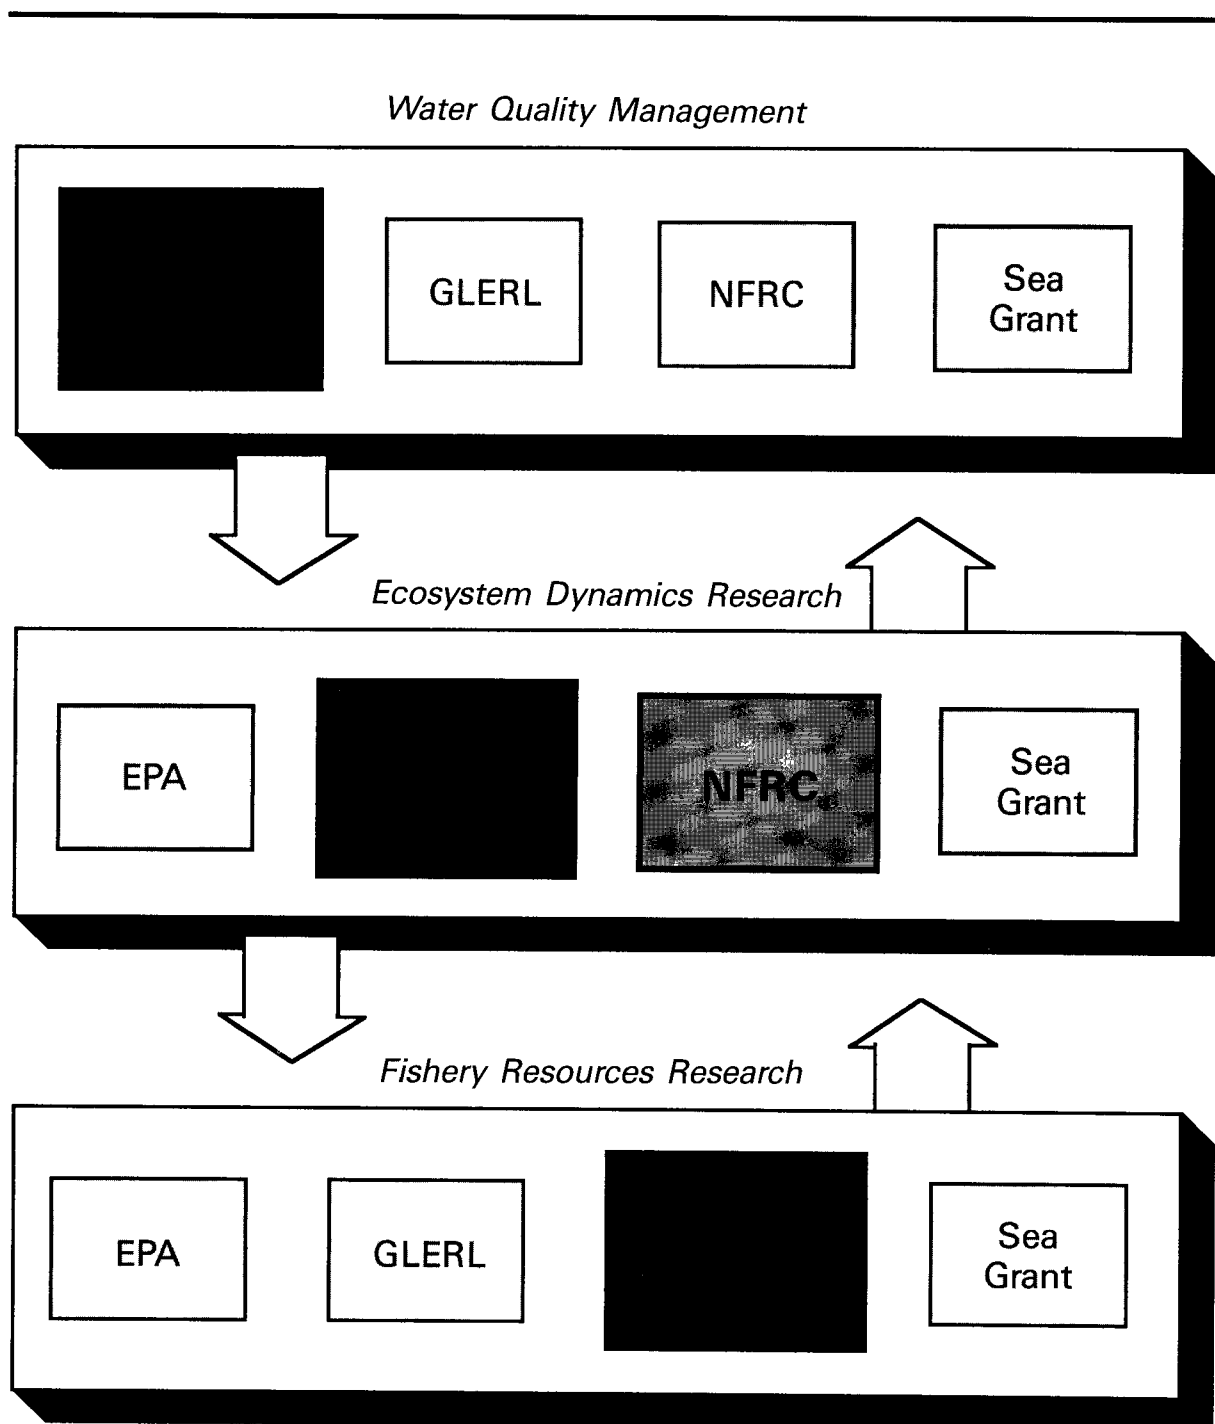 Water Quality Management
GLERL
NFRC
Sea
Grant
Ecosystem Dynamics Research
EPA
NFRC
Sea
Grant
Fishery Resources Research
EPA
GLERL
Sea
Grant